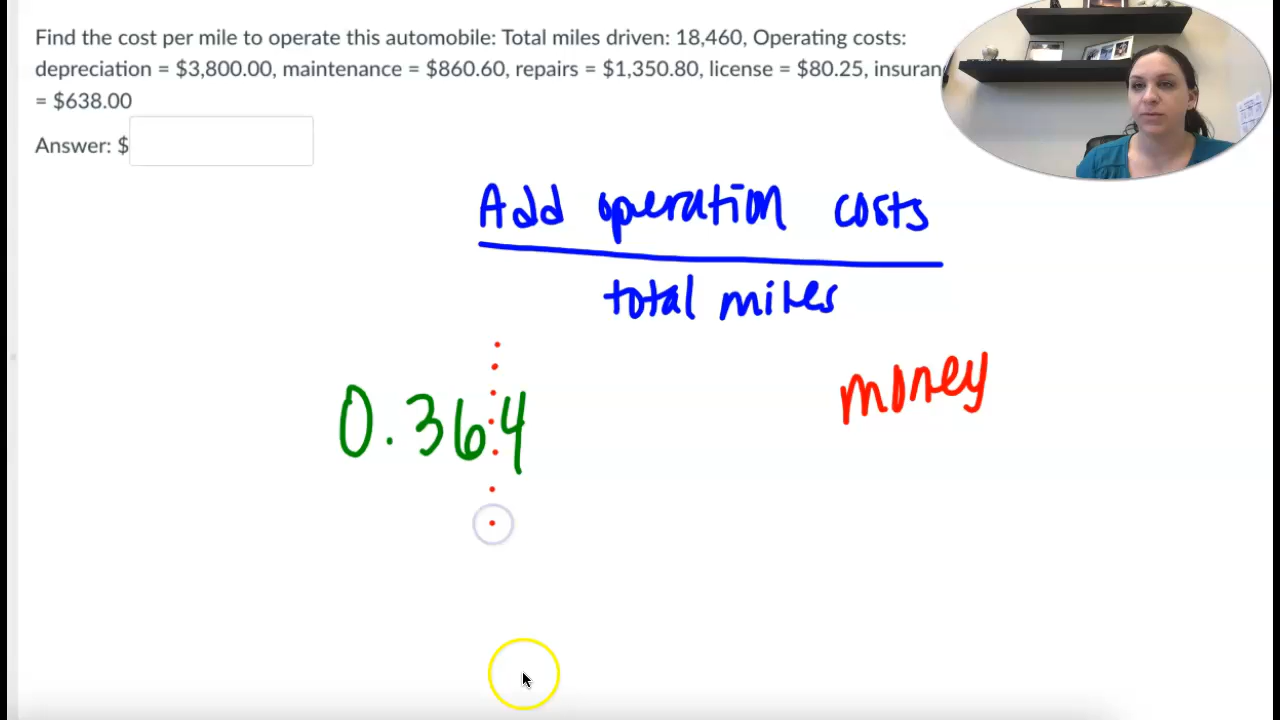 Find the cost per mile to operate this automobile: Total miles driven: 18,460, Operating costs:
depreciation = $3,800.00, maintenance = $860.60, repairs = $1,350.80, license = $80.25, insuran
= $638.00
Answer: $
Add operation costs
total miles
money
0.364